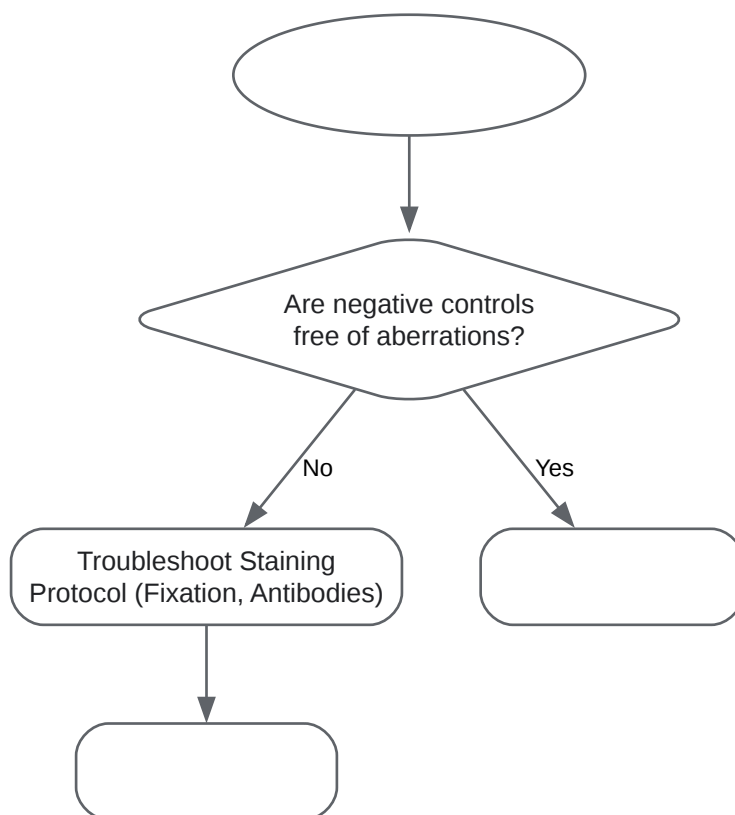 Are negative controls
free of aberrations?
No
Yes
Troubleshoot Staining
Protocol (Fixation, Antibodies)